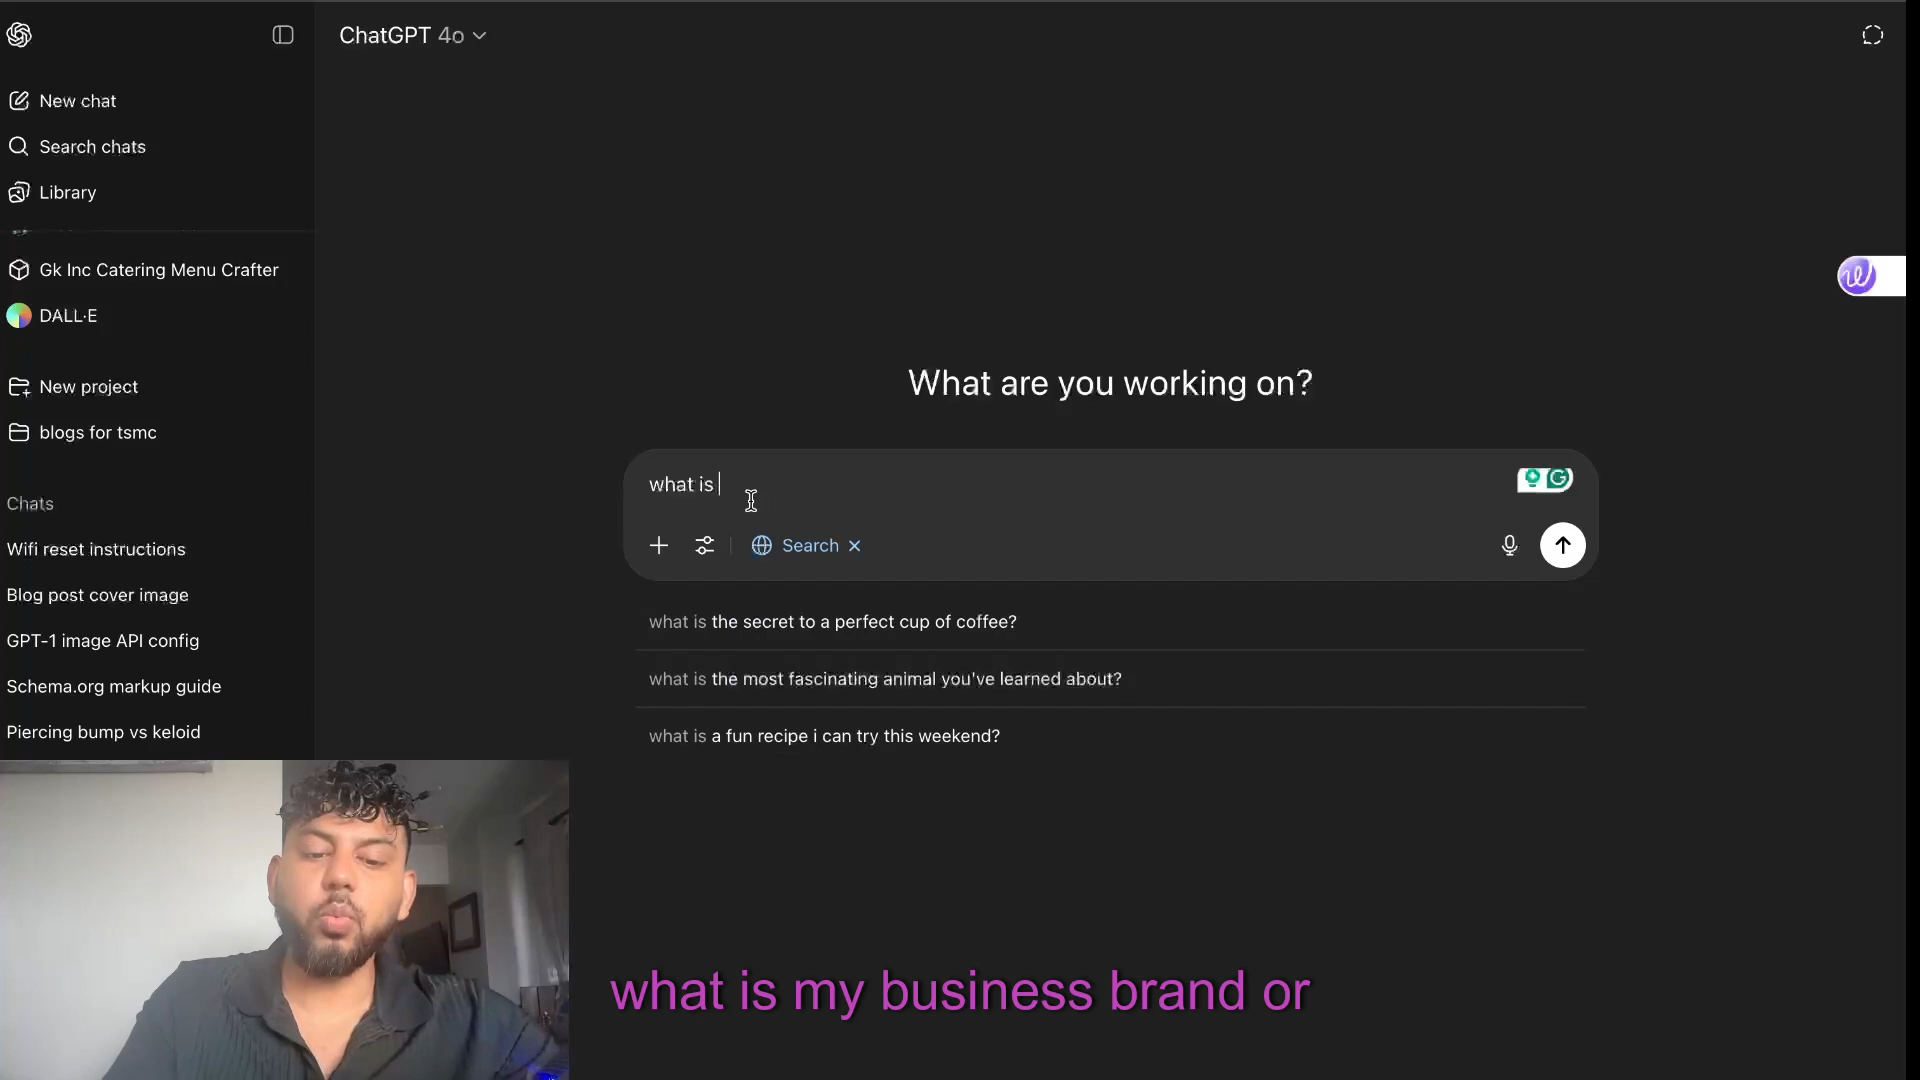 ChatGPT 4o
New chat
Search chats
Library
Gk Inc Catering Menu Crafter
DALL·E
New project
blogs for tsmc
Chats
Wifi reset instructions
Blog post cover image
GPT-1 image API config
Schema.org markup guide
Piercing bump vs keloid
What are you working on?
what is
Search
what is the secret to a perfect cup of coffee?
what is the most fascinating animal you've learned about?
what is a fun recipe i can try this weekend?
what is my business brand or